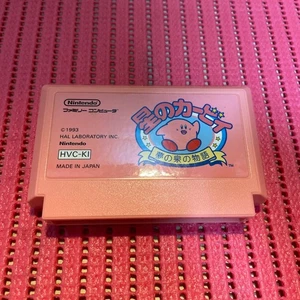 Nintendo
ファミリー コンピュータ
©1993
HAL LABORATORY INC.
Nintendo
HVC-KI
MADE IN JAPAN
星のカービィ
夢の泉の物語